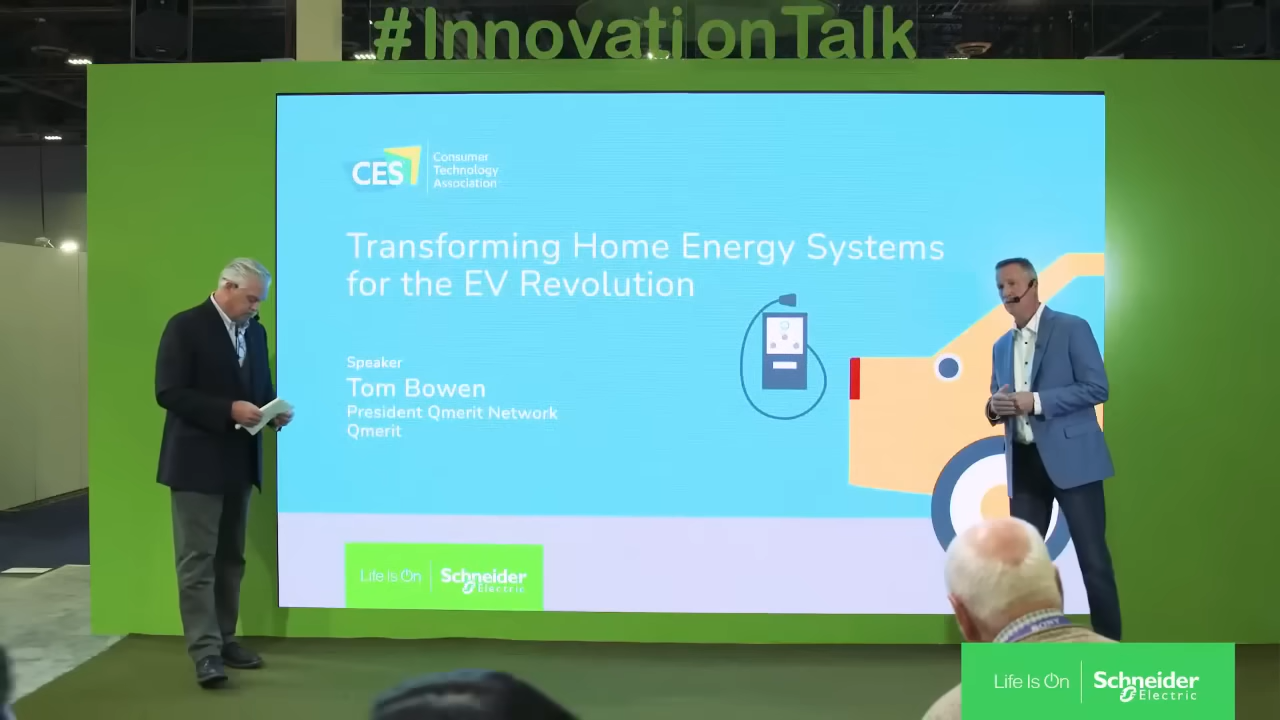 #InnovationTalk
CES
Consumer
Technology
Association
Transforming Home Energy Systems
for the EV Revolution
Speaker
Tom Bowen
President Qmerit Network
Qmerit
Life Is On
Schneider
Electric
SONY
Life Is On
Schneider
Electric